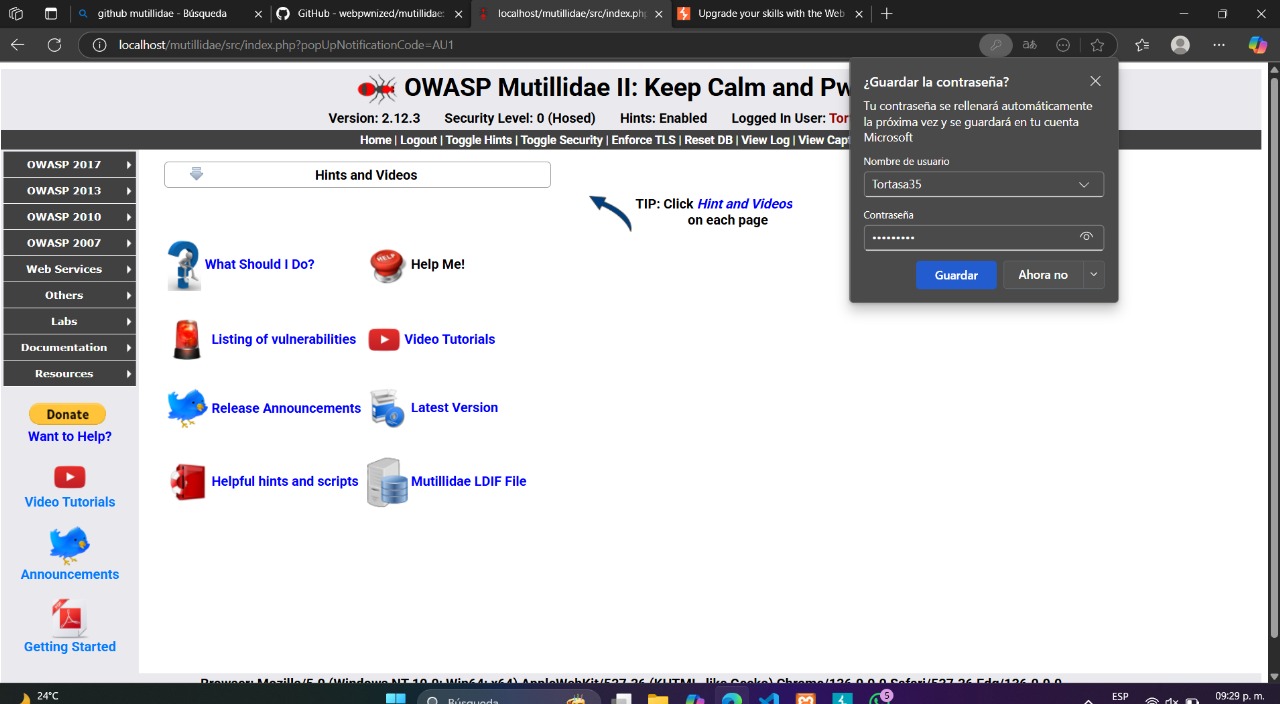 github mutillidae - Búsqueda
GitHub - webpwnized/mutillidae:
localhost/mutillidae/src/index.php
Upgrade your skills with the Web
localhost/mutillidae/src/index.php?popUpNotificationCode=AU1
OWASP Mutillidae II: Keep Calm and Pw
Version: 2.12.3 Security Level: 0 (Hosed) Hints: Enabled Logged In User: Tor
Home | Logout | Toggle Hints | Toggle Security | Enforce TLS | Reset DB | View Log | View Capt
¿Guardar la contraseña?
Tu contraseña se rellenará automáticamente
la próxima vez y se guardará en tu cuenta
Microsoft
Nombre de usuario
Tortasa35
Contraseña
•••••••••
Guardar
Ahora no
OWASP 2017
OWASP 2013
OWASP 2010
OWASP 2007
Web Services
Others
Labs
Documentation
Resources
Donate
Want to Help?
Video Tutorials
Announcements
Getting Started
Hints and Videos
TIP: Click Hint and Videos
on each page
What Should I Do?
HELP
Help Me!
Listing of vulnerabilities
Video Tutorials
Release Announcements
Latest Version
Helpful hints and scripts
Mutillidae LDIF File
Browser: Mozilla/5.0 (Windows NT 10.0; Win64; x64) AppleWebKit/537.36 (KHTML, like Gecko) Chrome/136.0.0.0 Safari/537.36 Edg/136.0.0.0
24°C
Búsqueda
5
ESP
09:29 p. m.